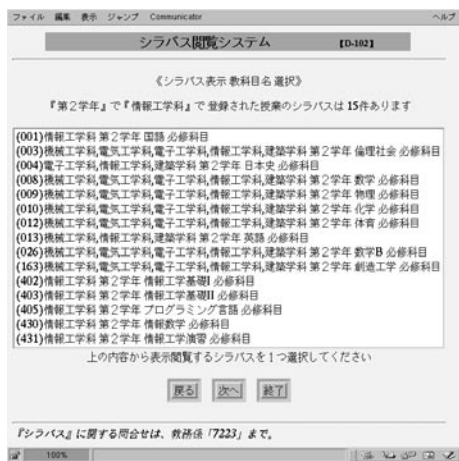 ファイル 編集 表示 ジャンプ Communicator ヘルプ
シラバス閲覧システム 【D-102】
《シラバス表示 教科目名 選択》
『第２学年』で『情報工学科』で 登録された授業のシラバスは 15件あります
(001)情報工学科 第２学年 国語 必修科目
(003)機械工学科,電気工学科,電子工学科,情報工学科,建築学科 第２学年 倫理社会 必修科目
(004)電子工学科,情報工学科,建築学科 第２学年 日本史 必修科目
(008)機械工学科,電気工学科,電子工学科,情報工学科,建築学科 第２学年 数学 必修科目
(009)機械工学科,電気工学科,電子工学科,情報工学科,建築学科 第２学年 物理 必修科目
(010)機械工学科,電気工学科,電子工学科,情報工学科,建築学科 第２学年 化学 必修科目
(012)機械工学科,電気工学科,電子工学科,情報工学科,建築学科 第２学年 体育 必修科目
(013)機械工学科,情報工学科,建築学科 第２学年 英語 必修科目
(026)機械工学科,電気工学科,電子工学科,情報工学科,建築学科 第２学年 数学B 必修科目
(163)機械工学科,電気工学科,電子工学科,情報工学科,建築学科 第２学年 創造工学 必修科目
(402)情報工学科 第２学年 情報工学基礎I 必修科目
(403)情報工学科 第２学年 情報工学基礎II 必修科目
(405)情報工学科 第２学年 プログラミング言語 必修科目
(430)情報工学科 第２学年 情報数学 必修科目
(431)情報工学科 第２学年 情報工学演習 必修科目
上の内容から表示閲覧するシラバスを１つ選択してください
戻る 次へ 終了
『シラバス』に関する問合せは、教務係「7223」まで。
100%